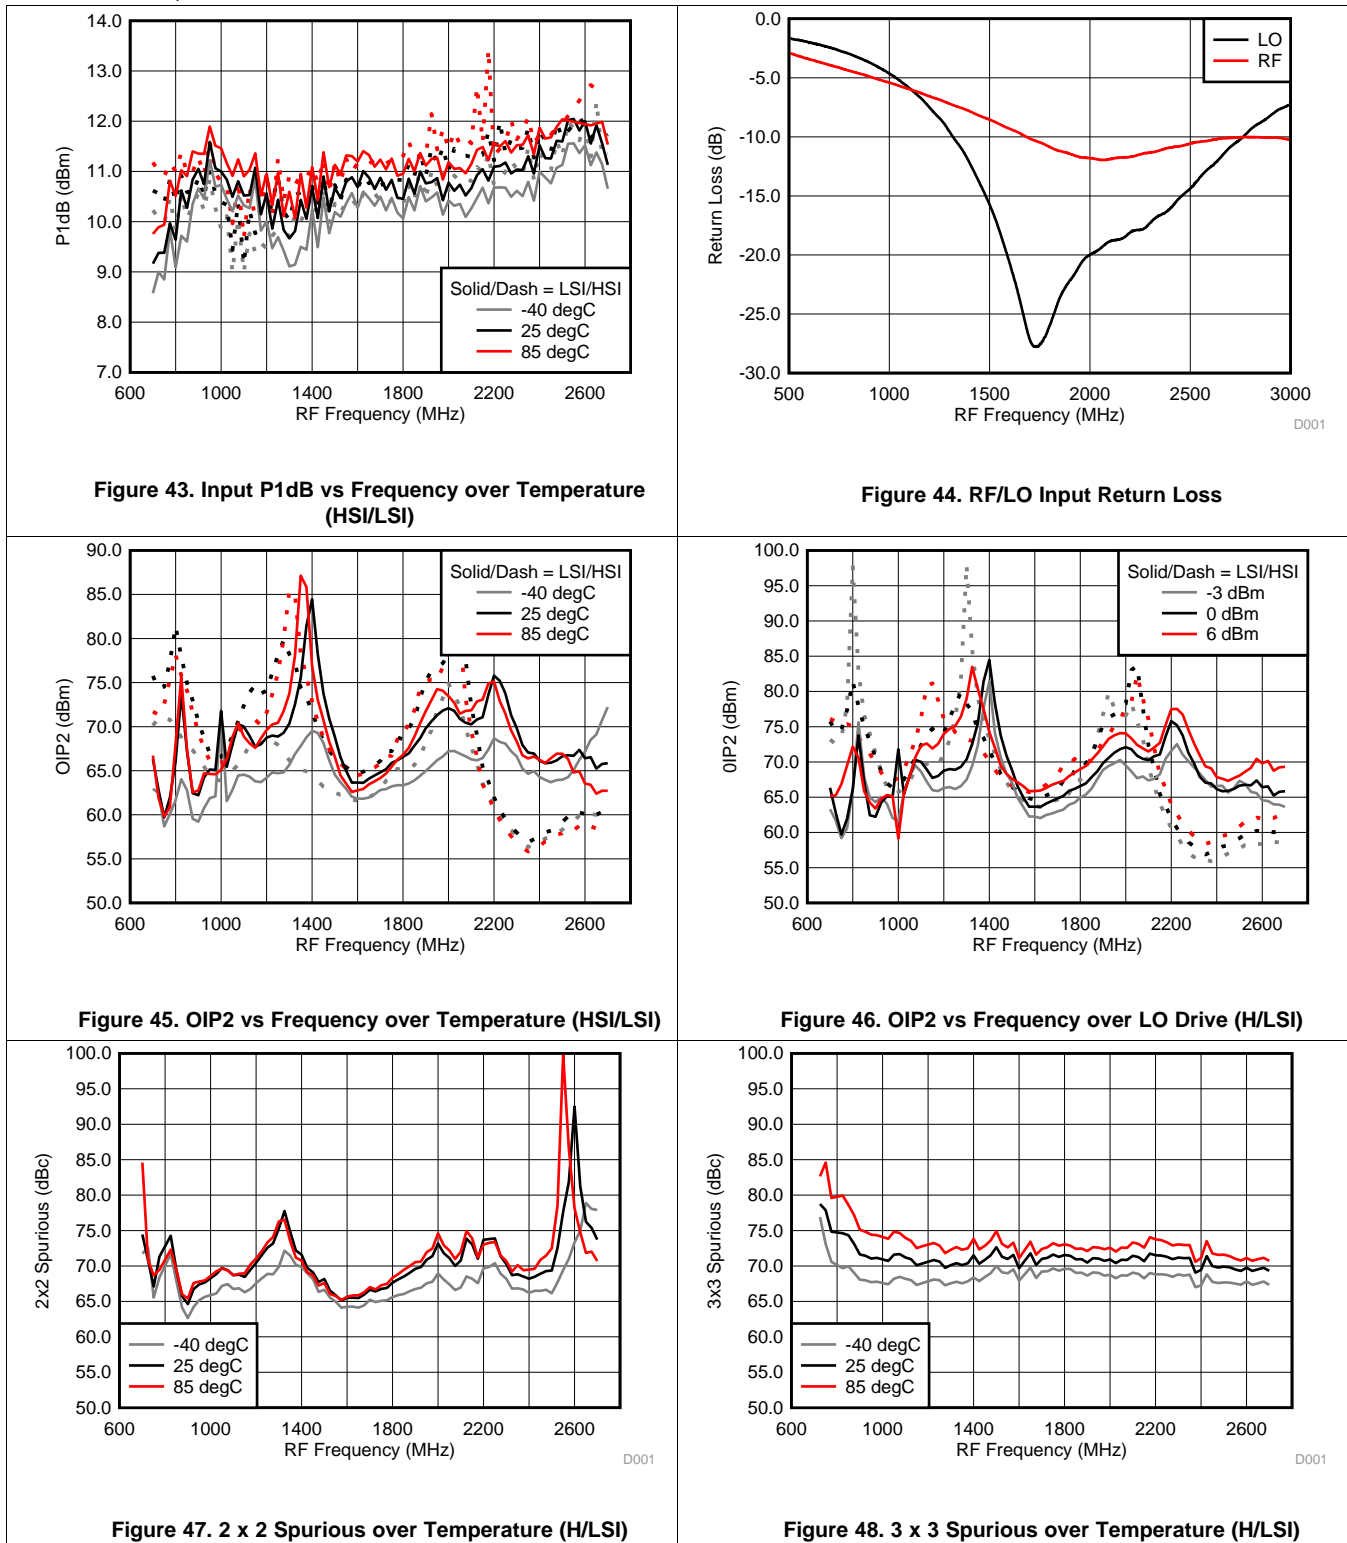 14.0
13.0
12.0
11.0
10.0
9.0
8.0
7.0
P1dB (dBm)
Solid/Dash = LSI/HSI
-40 degC
25 degC
85 degC
600 1000 1400 1800 2200 2600
RF Frequency (MHz)
Figure 43. Input P1dB vs Frequency over Temperature
(HSI/LSI)
0.0
-5.0
-10.0
-15.0
-20.0
-25.0
-30.0
Return Loss (dB)
LO
RF
500 1000 1500 2000 2500 3000
RF Frequency (MHz)
D001
Figure 44. RF/LO Input Return Loss
90.0
85.0
80.0
75.0
70.0
65.0
60.0
55.0
50.0
OIP2 (dBm)
Solid/Dash = LSI/HSI
-40 degC
25 degC
85 degC
600 1000 1400 1800 2200 2600
RF Frequency (MHz)
Figure 45. OIP2 vs Frequency over Temperature (HSI/LSI)
100.0
95.0
90.0
85.0
80.0
75.0
70.0
65.0
60.0
55.0
50.0
0IP2 (dBm)
Solid/Dash = LSI/HSI
-3 dBm
0 dBm
6 dBm
600 1000 1400 1800 2200 2600
RF Frequency (MHz)
Figure 46. OIP2 vs Frequency over LO Drive (H/LSI)
100.0
95.0
90.0
85.0
80.0
75.0
70.0
65.0
60.0
55.0
50.0
2x2 Spurious (dBc)
-40 degC
25 degC
85 degC
600 1000 1400 1800 2200 2600
RF Frequency (MHz)
D001
Figure 47. 2 x 2 Spurious over Temperature (H/LSI)
100.0
95.0
90.0
85.0
80.0
75.0
70.0
65.0
60.0
55.0
50.0
3x3 Spurious (dBc)
-40 degC
25 degC
85 degC
600 1000 1400 1800 2200 2600
RF Frequency (MHz)
D001
Figure 48. 3 x 3 Spurious over Temperature (H/LSI)